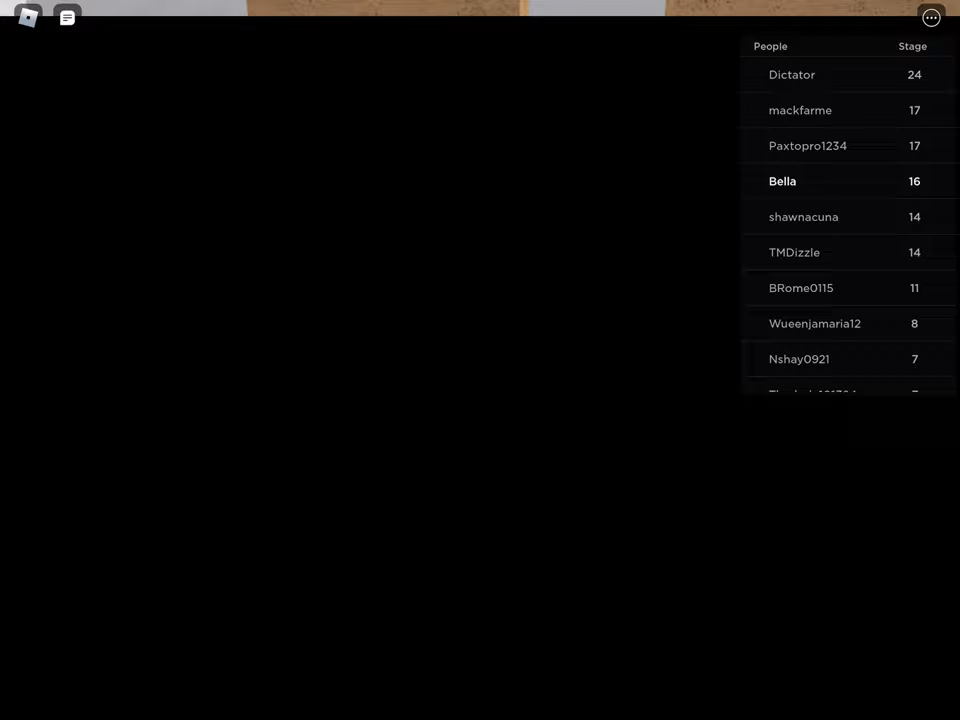 People Stage
Dictator 24
mackfarme 17
Paxtopro1234 17
Bella 16
shawnacuna 14
TMDizzle 14
BRome0115 11
Wueenjamaria12 8
Nshay0921 7